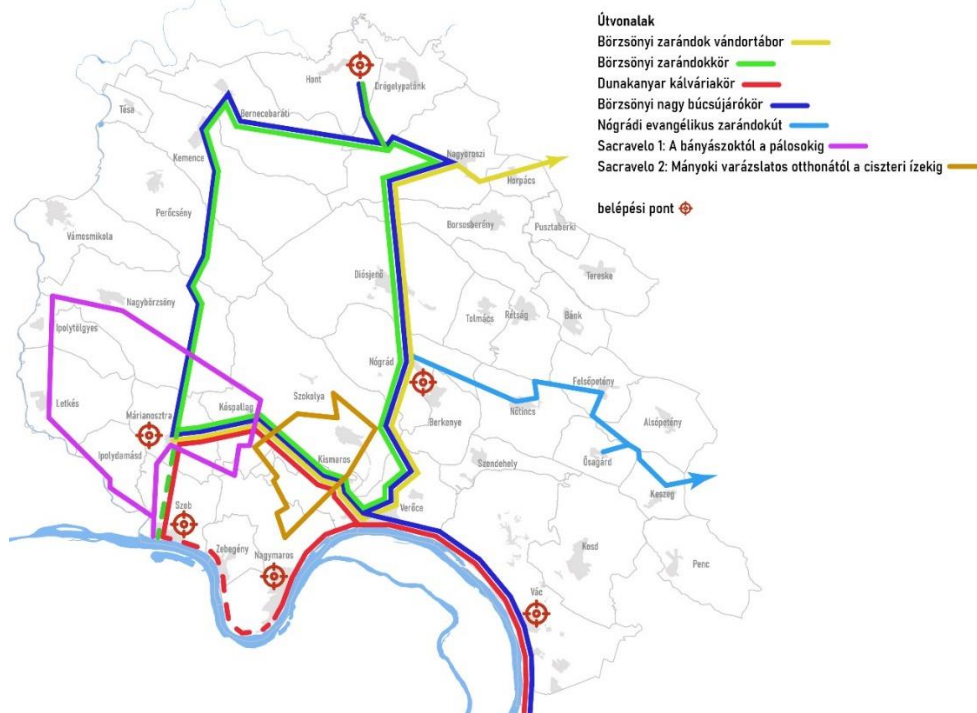 Útvonalak
Börzsönyi zarándok vándortábor
Börzsönyi zarándokkör
Dunakanyar kálváriakör
Börzsönyi nagy búcsújárókör
Nógrádi evangélikus zarándokút
Sacravelo 1: A bányászoktól a pálosokig
Sacravelo 2: Mányoki varázslatos otthonától a ciszteri ízekig
belépési pont
Hont
Drégelypalánk
Tésa
Bernecebaráti
Kemence
Nagyoroszi
Horpács
Perőcsény
Borsosberény
Pusztaberki
Vámosmikola
Diósjenő
Tereske
Nagybörzsöny
Tolmács
Rétság
Bánk
Ipolytölgyes
Nógrád
Felsőpetény
Szokolya
Letkés
Kóspallag
Nőtincs
Márianosztra
Berkenye
Alsópetény
Ipolydamásd
Kismaros
Szendehely
Ősagárd
Keszeg
Verőce
Szob
Zebegény
Kosd
Nagymaros
Penc
Vác